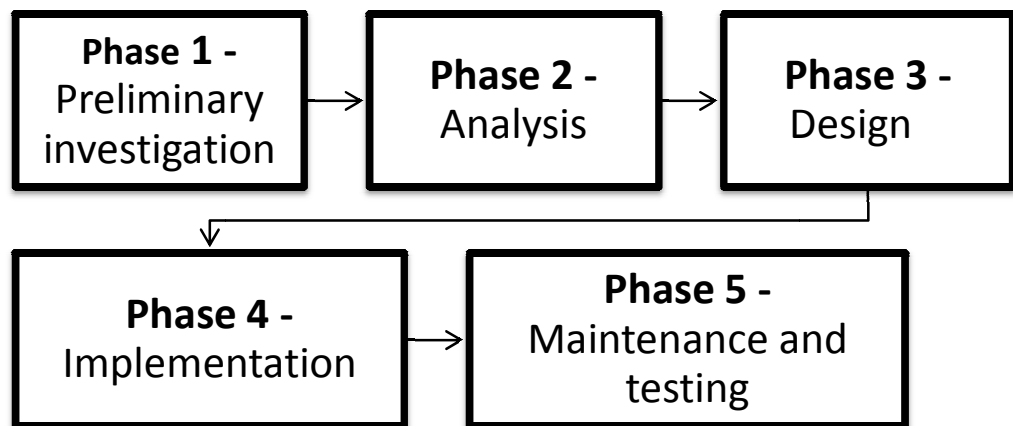 Phase 1 -
Preliminary
investigation
Phase 2 -
Analysis
Phase 3 -
Design
Phase 4 -
Implementation
Phase 5 -
Maintenance and
testing